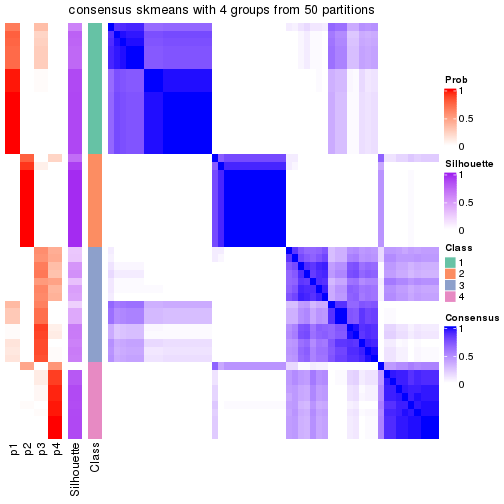 consensus skmeans with 4 groups from 50 partitions
Prob
1
0.5
0
Silhouette
1
0.5
0
Class
1
2
3
4
Consensus
1
0.5
0
p1
p2
p3
p4
Silhouette
Class